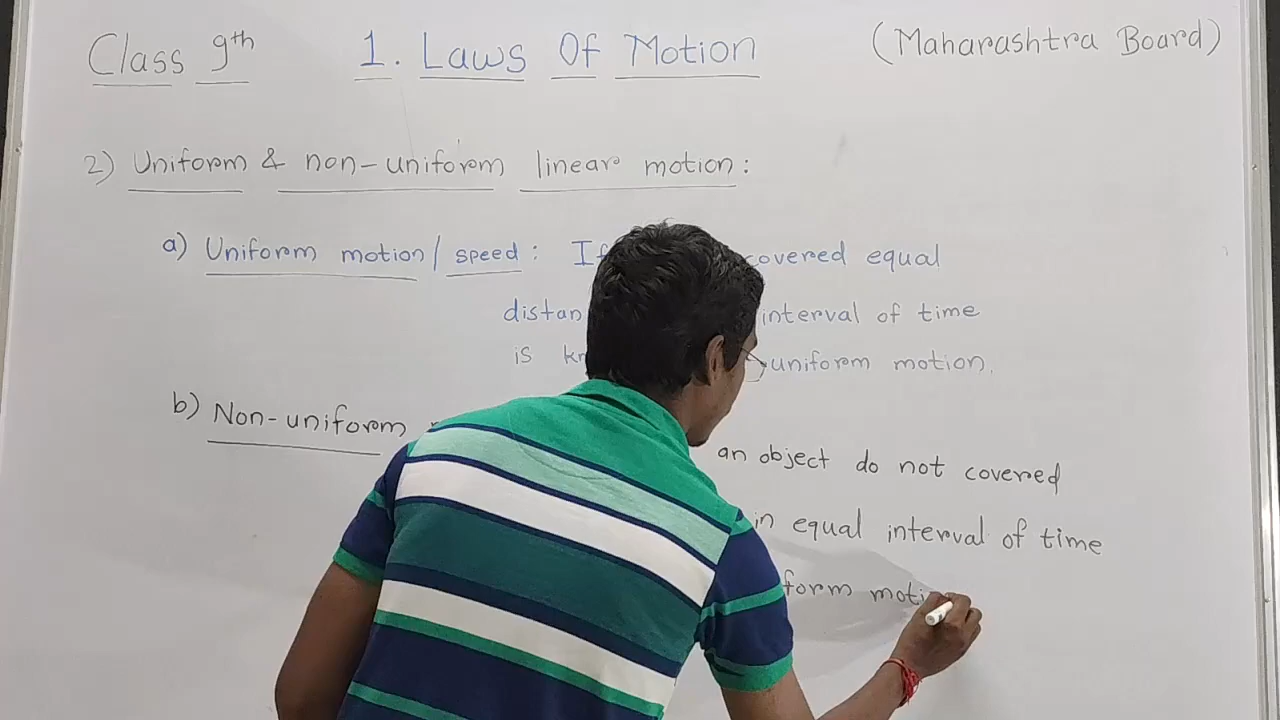 Class 9th 1. Laws Of Motion (Maharashtra Board)
2) Uniform & non-uniform linear motion:
a) Uniform motion/ speed: If covered equal
interval of time
is uniform motion.
b) Non-uniform
an object do not covered
in equal interval of time